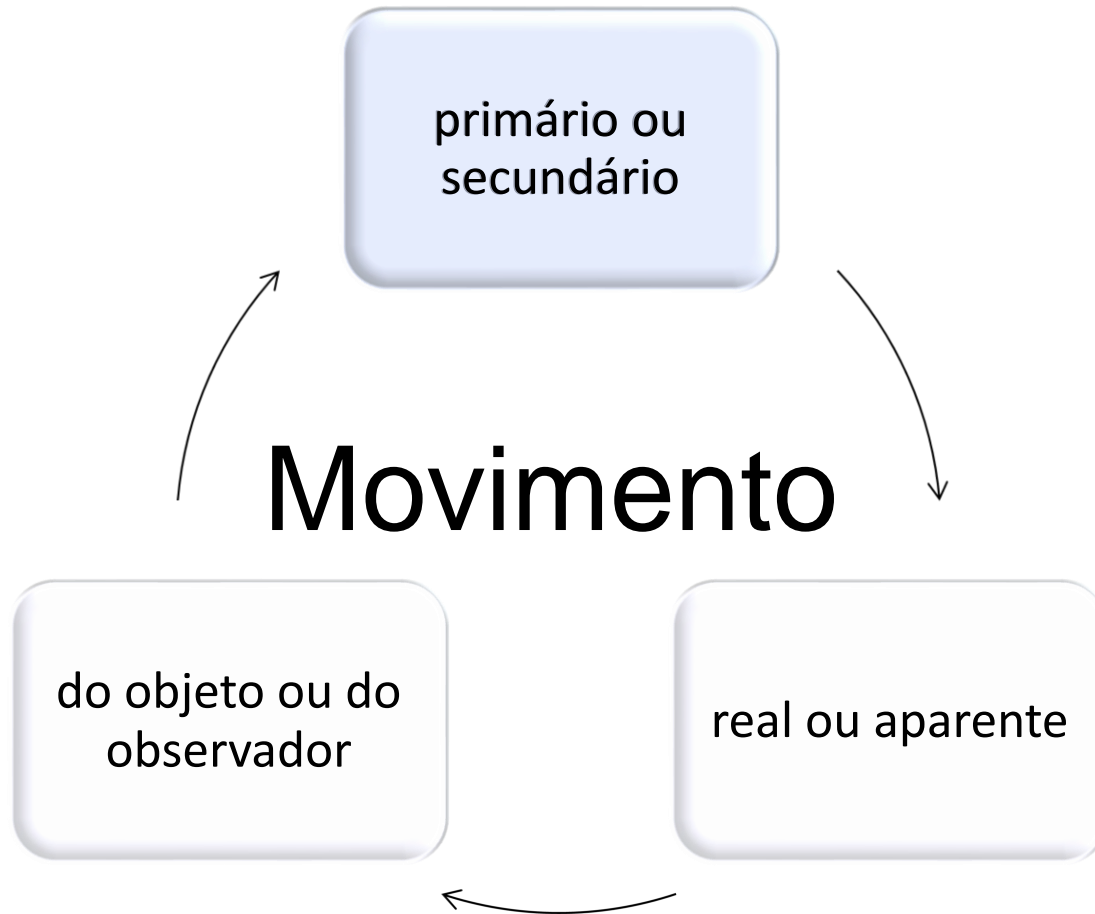 primário ou
secundário
Movimento
do objeto ou do
observador
real ou aparente